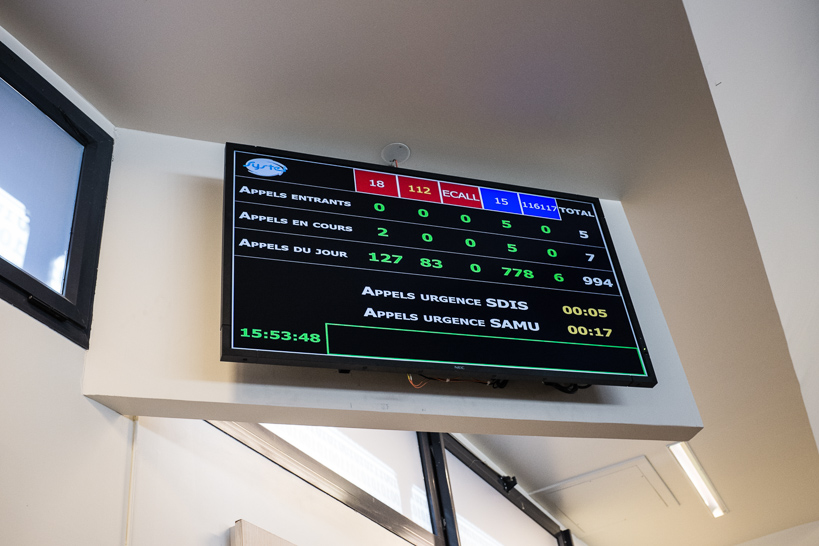 syste
18 112 ECALL 15 116117 TOTAL
APPELS ENTRANTS 0 0 0 5 0 5
APPELS EN COURS 2 0 0 5 0 7
APPELS DU JOUR 127 83 0 778 6 994
APPELS URGENCE SDIS 00:05
APPELS URGENCE SAMU 00:17
15:53:48
NEC